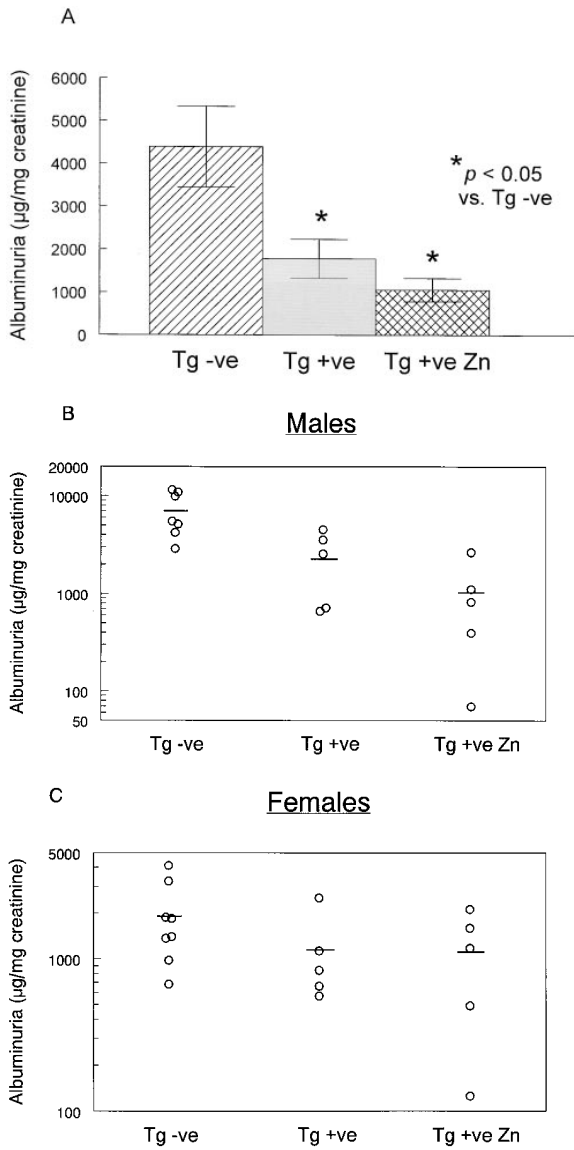 A
Albuminuria (µg/mg creatinine)
6000
5000
4000
3000
2000
1000
0
*
*
* p < 0.05
vs. Tg -ve
Tg -ve Tg +ve Tg +ve Zn
B
Males
Albuminuria (µg/mg creatinine)
20000
10000
1000
100
50
Tg -ve Tg +ve Tg +ve Zn
C
Females
Albuminuria (µg/mg creatinine)
5000
1000
100
Tg -ve Tg +ve Tg +ve Zn